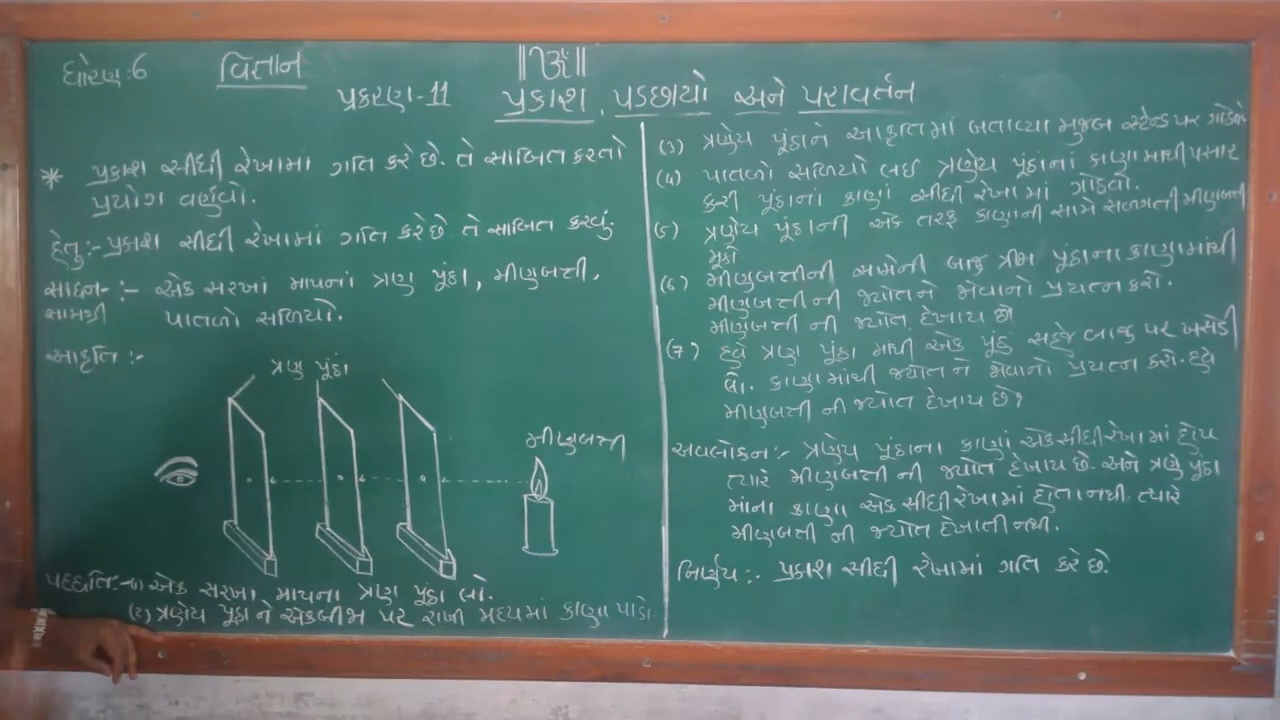 ॥ૐ॥
ધોરણ:6 વિજ્ઞાન
પ્રકરણ-11 પ્રકાશ, પડછાયો અને પરાવર્તન
* પ્રકાશ સીધી રેખામાં ગતિ કરે છે. તે સાબિત કરતો
પ્રયોગ વર્ણવો.
હેતુ:- પ્રકાશ સીધી રેખામાં ગતિ કરે છે તે સાબિત કરવું.
સાધન- :- એક સરખાં માપનાં ત્રણ પૂંઠા, મીણબત્તી,
સામગ્રી પાતળો સળિયો.
આકૃતિ :-
ત્રણ પૂંઠાં
મીણબત્તી
પધ્ધતિ:- (1) એક સરખા માપના ત્રણ પૂંઠા લો.
(2) ત્રણેય પૂંઠા ને એકબીજા પર રાખી મધ્યમાં કાણા પાડો.
(3) ત્રણેય પૂંઠાને આકૃતિમાં બતાવ્યા મુજબ સ્ટેન્ડ પર ગોઠવો
(4) પાતળો સળિયો લઈ ત્રણેય પૂંઠાંનાં કાણામાંથી પસાર
કરી પૂંઠાનાં કાણાં સીધી રેખામાં ગોઠવો.
(5) ત્રણેય પૂંઠાની એક તરફ કાણાની સામે સળગતી મીણબત્તી
મૂકો
(6) મીણબત્તીની સામેની બાજુ ત્રીજા પૂંઠાના કાણામાંથી
મીણબત્તી ની જ્યોત ને જોવાનો પ્રયત્ન કરો.
મીણબત્તી ની જ્યોત દેખાય છે
(7) હવે ત્રણ પૂંઠા માંથી એક પૂંઠું સહેજ બાજુ પર ખસેડી
લો. કાણામાંથી જ્યોત ને જોવાનો પ્રયત્ન કરો. હવે
મીણબત્તી ની જ્યોત દેખાય છે?
અવલોકન:- ત્રણેય પૂંઠાના કાણાં એક સીધી રેખામાં હોય
ત્યારે મીણબત્તી ની જ્યોત દેખાય છે. અને ત્રણે પૂંઠા
માંના કાણા એક સીધી રેખામાં હોતા નથી. ત્યારે
મીણબત્તી ની જ્યોત દેખાતી નથી.
નિર્ણય:- પ્રકાશ સીધી રેખામાં ગતિ કરે છે.